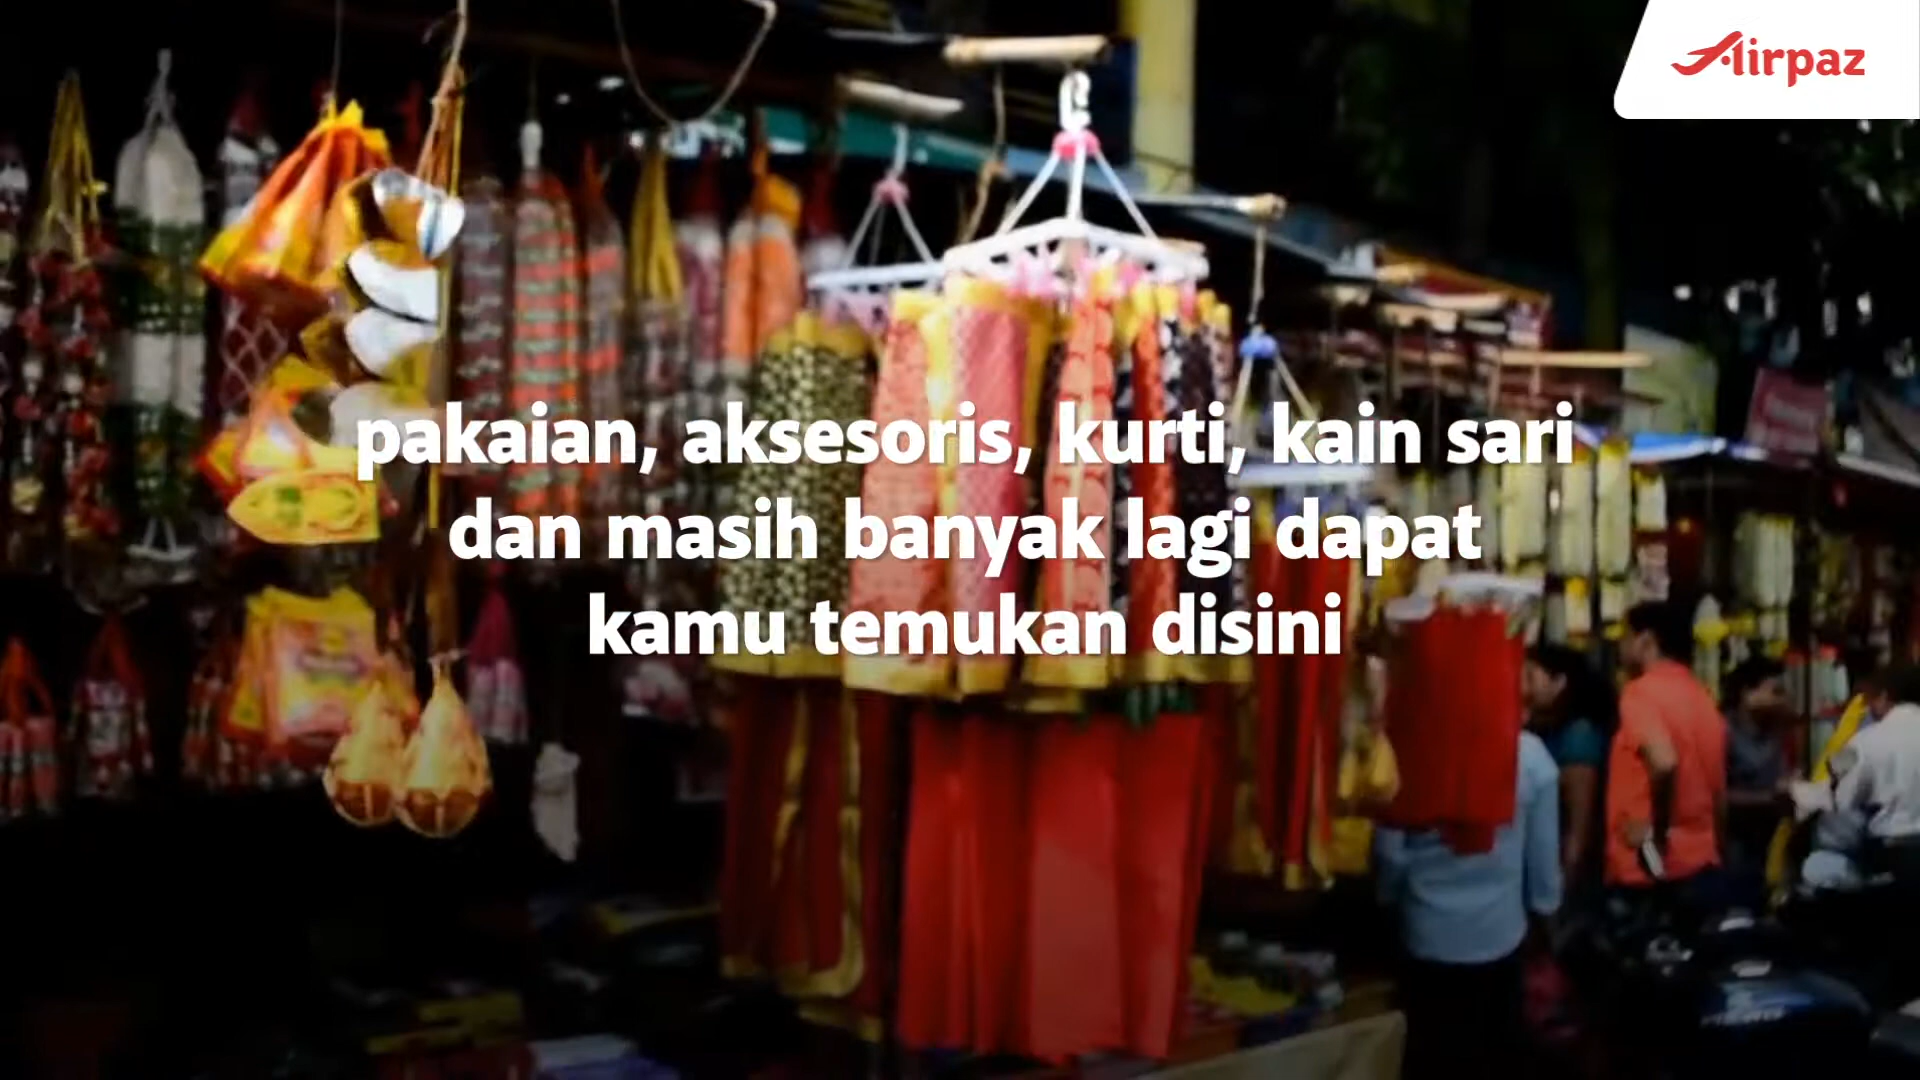 Airpaz
pakaian, aksesoris, kurti, kain sari
dan masih banyak lagi dapat
kamu temukan disini